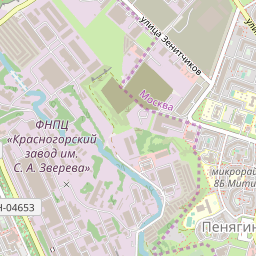 улица Зенитчиков
Москва
ФНПЦ
«Красногорский
завод им.
С. А. Зверева»
микрорай
8Б Мити
Н-04653
Пенягин